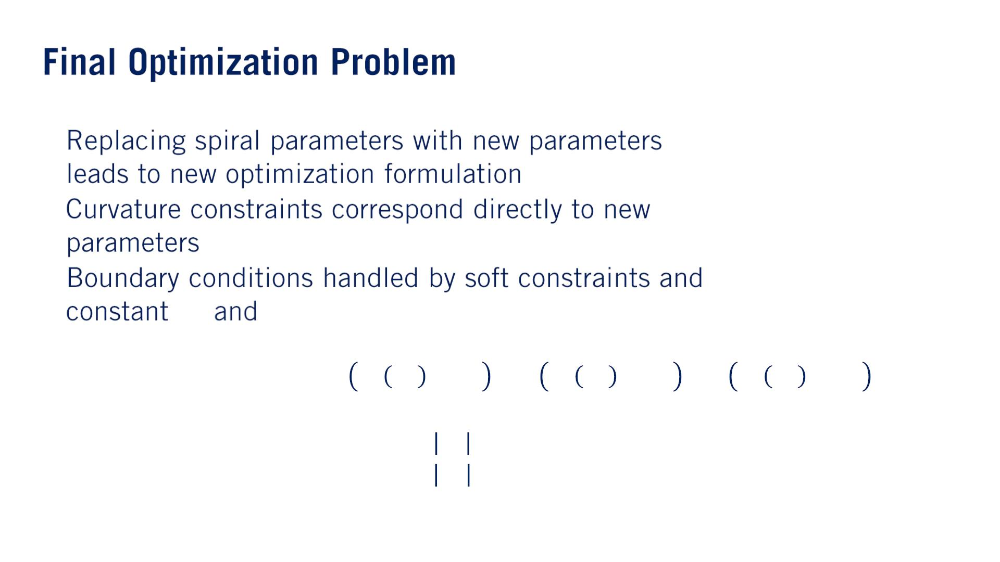 Final Optimization Problem
Replacing spiral parameters with new parameters
leads to new optimization formulation
Curvature constraints correspond directly to new
parameters
Boundary conditions handled by soft constraints and
constant and
( ( ) ) ( ( ) ) ( ( ) )
| |
| |